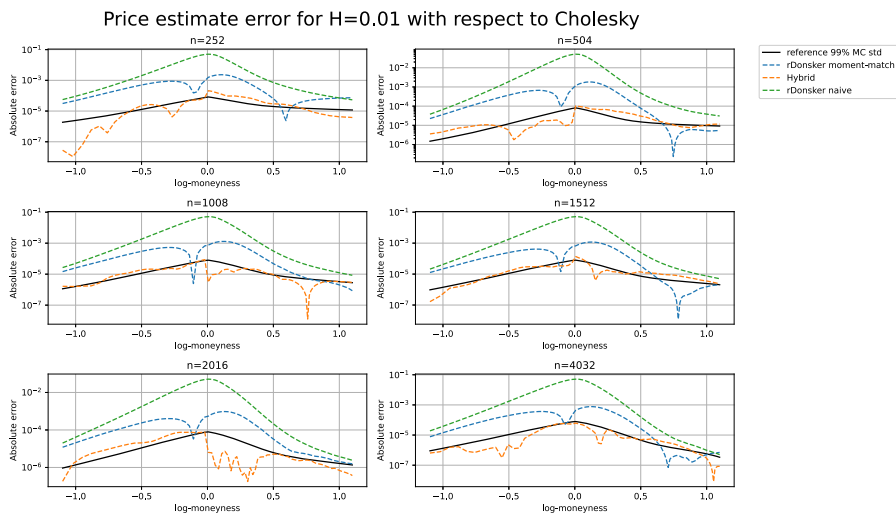 Price estimate error for H=0.01 with respect to Cholesky
n=252
10⁻¹
10⁻³
10⁻⁵
10⁻⁷
Absolute error
−1.0 −0.5 0.0 0.5 1.0
log-moneyness
n=504
10⁻¹
10⁻²
10⁻³
10⁻⁴
10⁻⁵
10⁻⁶
Absolute error
−1.0 −0.5 0.0 0.5 1.0
log-moneyness
reference 99% MC std
rDonsker moment-match
Hybrid
rDonsker naive
n=1008
10⁻¹
10⁻³
10⁻⁵
10⁻⁷
Absolute error
−1.0 −0.5 0.0 0.5 1.0
log-moneyness
n=1512
10⁻¹
10⁻³
10⁻⁵
10⁻⁷
Absolute error
−1.0 −0.5 0.0 0.5 1.0
log-moneyness
n=2016
10⁻²
10⁻⁴
10⁻⁶
Absolute error
−1.0 −0.5 0.0 0.5 1.0
log-moneyness
n=4032
10⁻¹
10⁻³
10⁻⁵
10⁻⁷
Absolute error
−1.0 −0.5 0.0 0.5 1.0
log-moneyness